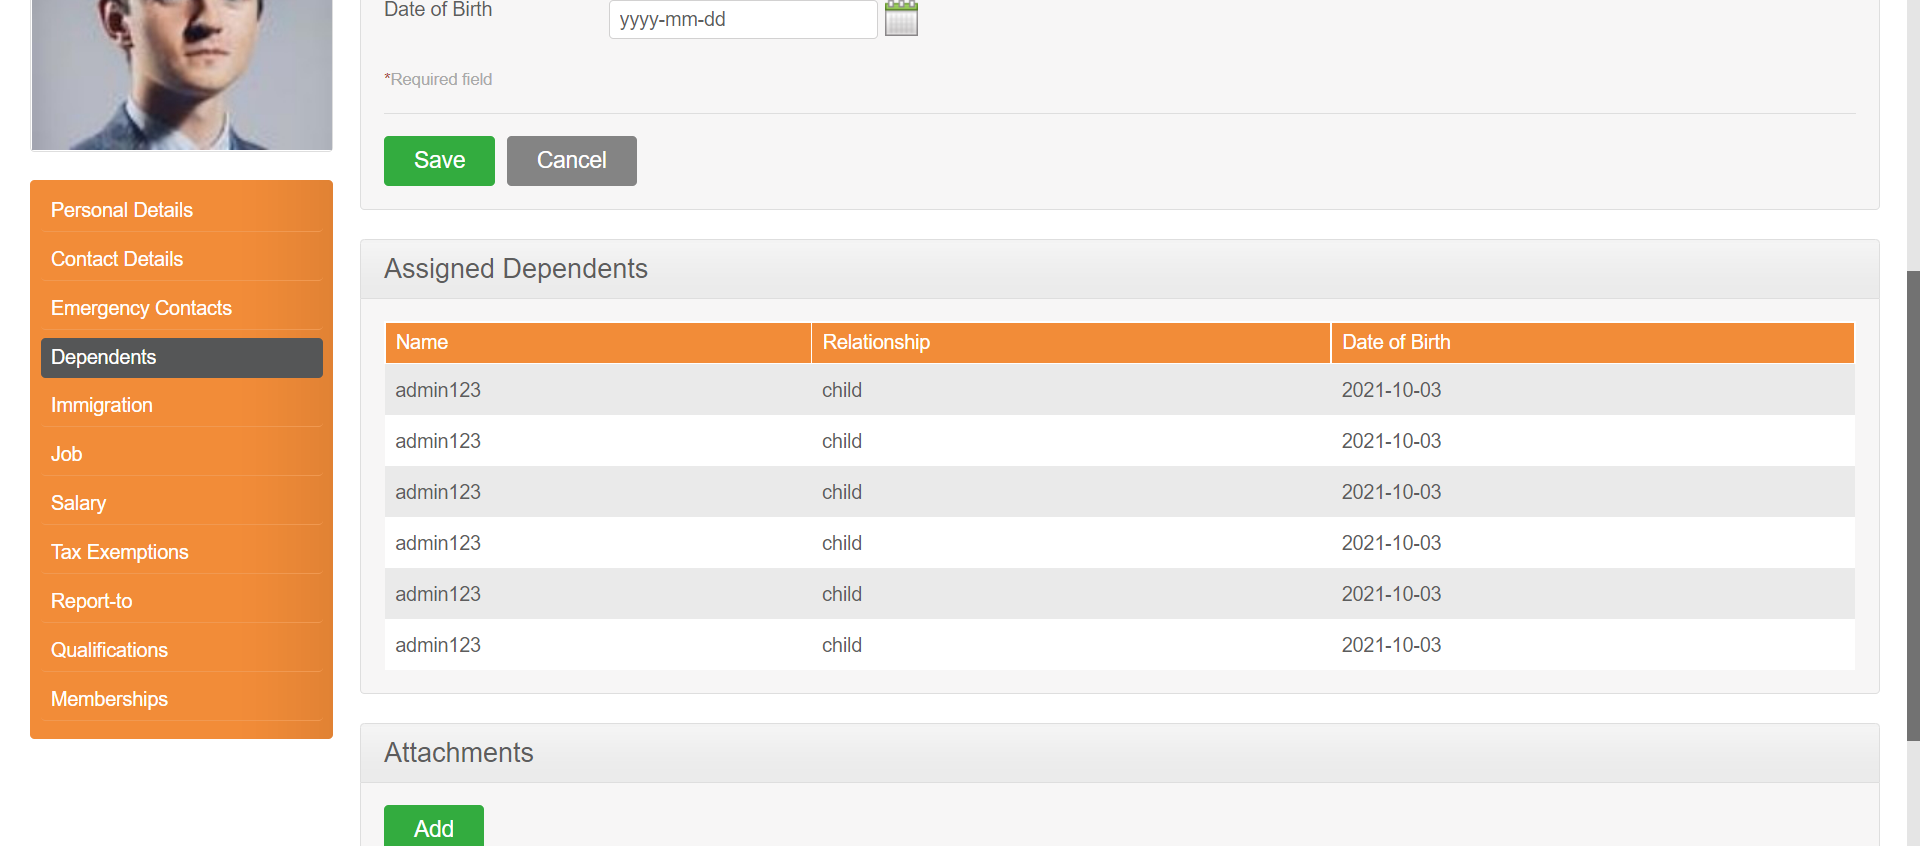 Date of Birth
yyyy-mm-dd
*Required field
Save Cancel
Personal Details
Contact Details
Emergency Contacts
Dependents
Immigration
Job
Salary
Tax Exemptions
Report-to
Qualifications
Memberships
Assigned Dependents
Name Relationship Date of Birth
admin123 child 2021-10-03
admin123 child 2021-10-03
admin123 child 2021-10-03
admin123 child 2021-10-03
admin123 child 2021-10-03
admin123 child 2021-10-03
Attachments
Add